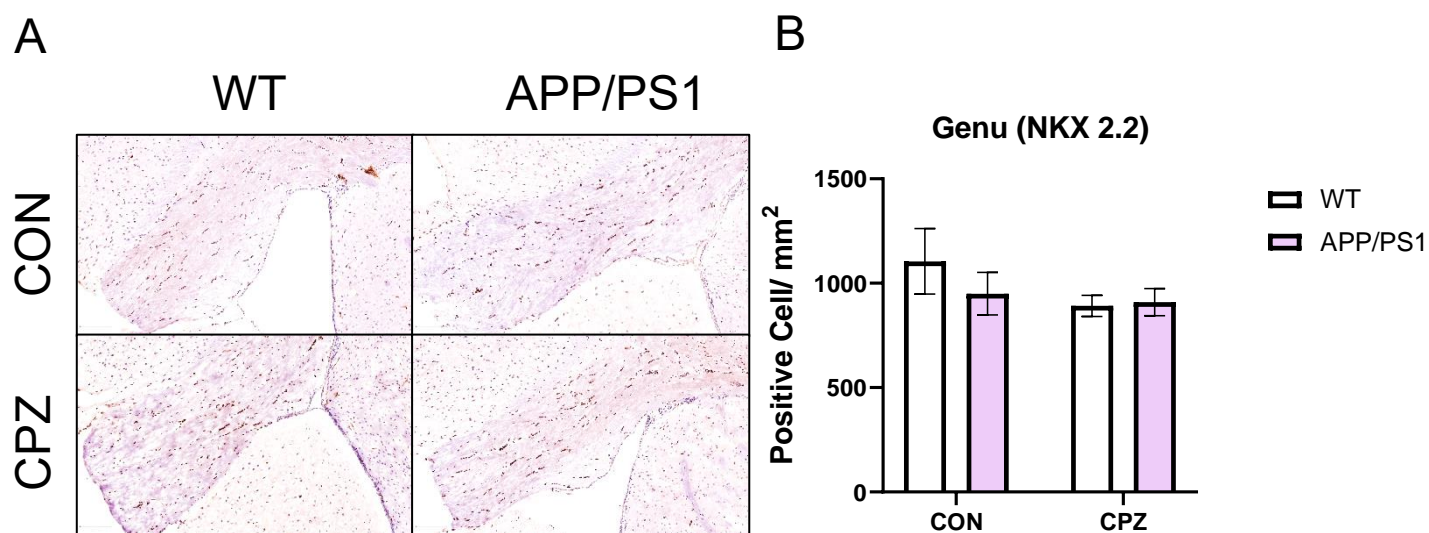 A
WT
APP/PS1
CON
CPZ
B
Genu (NKX 2.2)
Positive Cell/ mm²
1500
1000
500
0
CON
CPZ
WT
APP/PS1